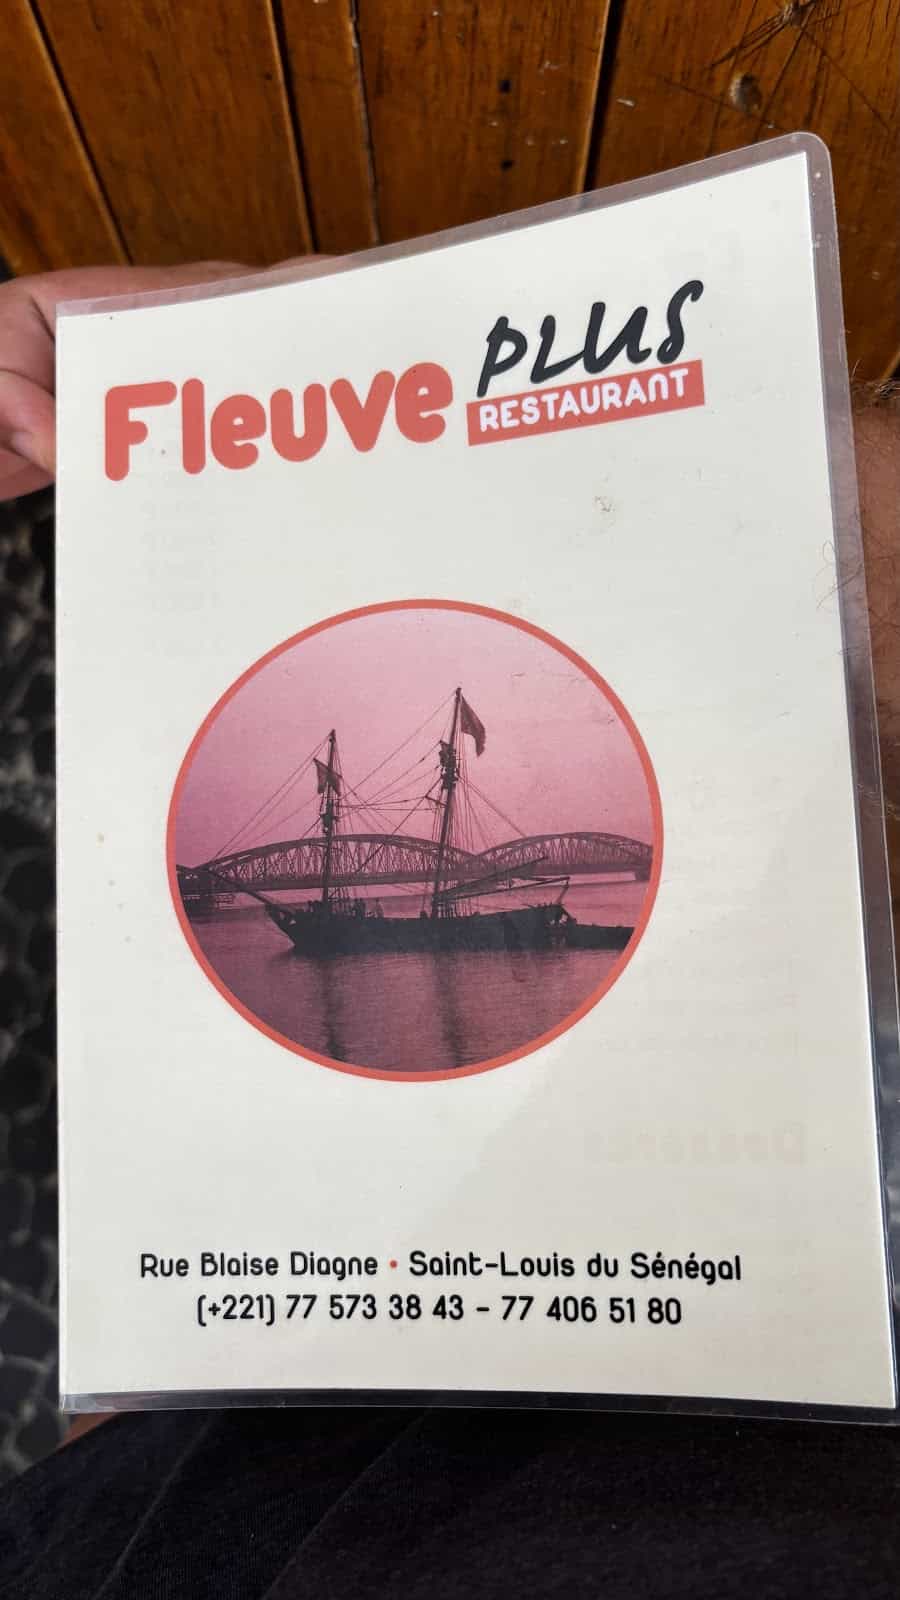 Fleuve PLUS
RESTAURANT
Rue Blaise Diagne • Saint-Louis du Sénégal
(+221) 77 573 38 43 - 77 406 51 80